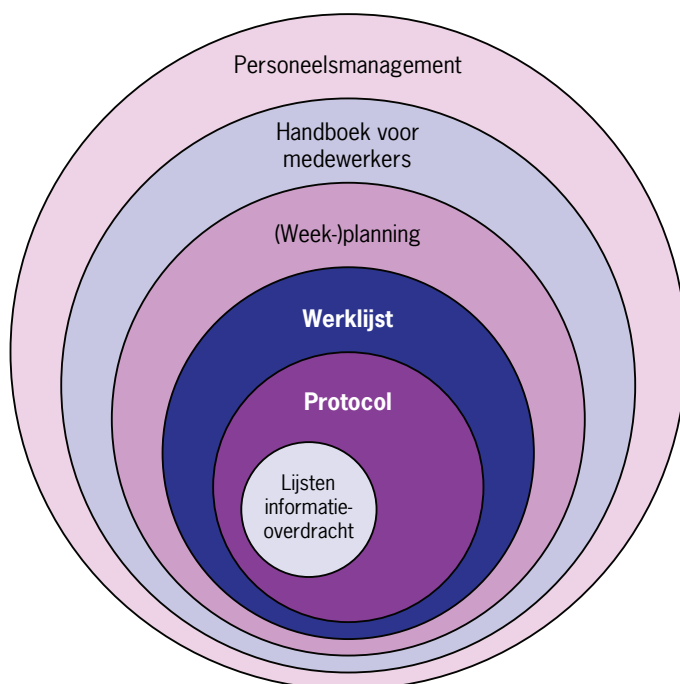 Personeelsmanagement
Handboek voor
medewerkers
(Week-)planning
Werklijst
Protocol
Lijsten
informatie-
overdracht